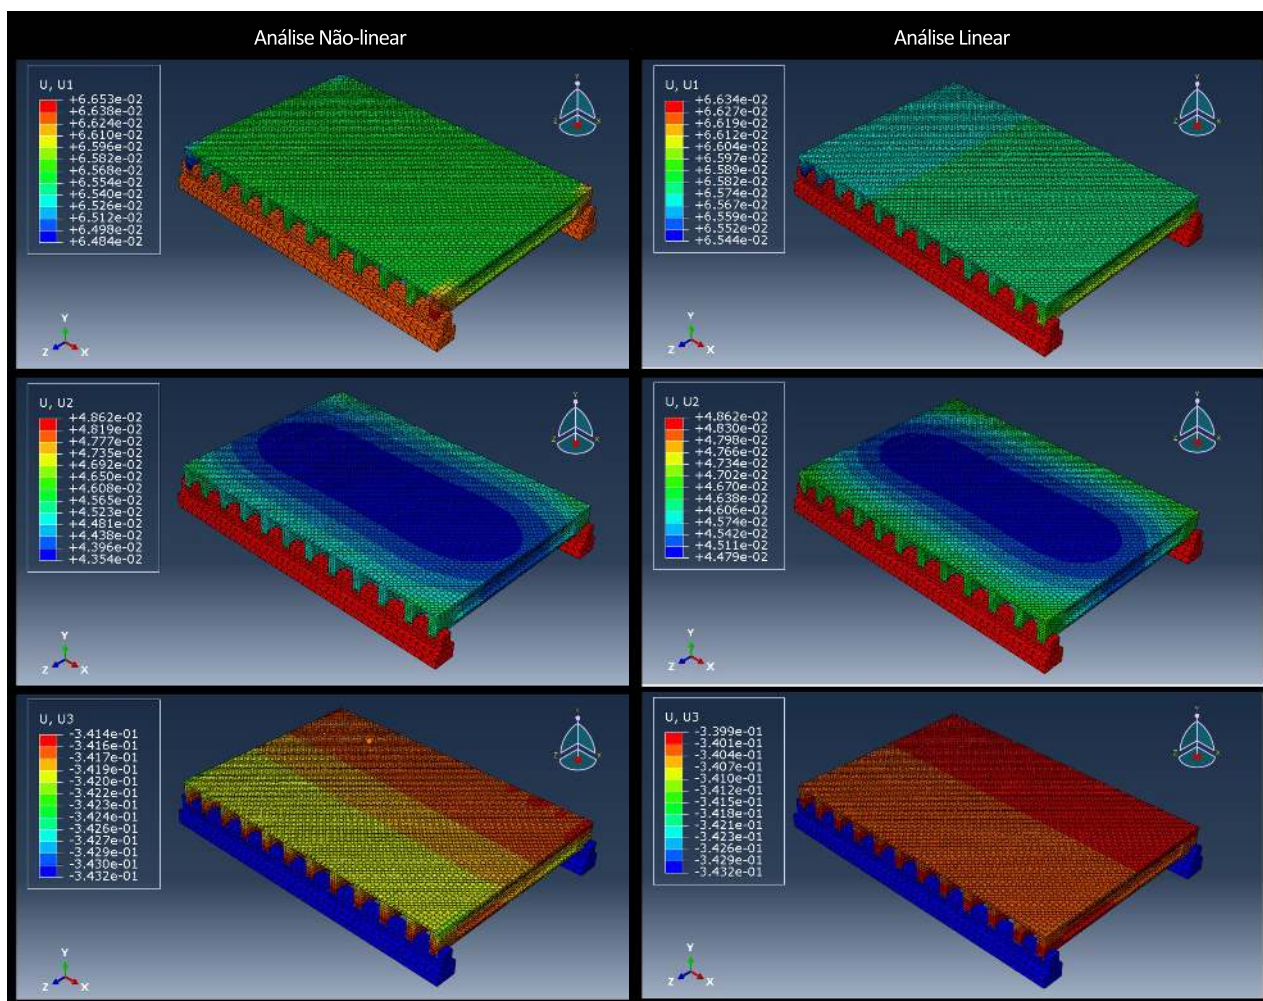 Análise Não-linear
Análise Linear
U, U1
+6.653e-02
+6.638e-02
+6.624e-02
+6.610e-02
+6.596e-02
+6.582e-02
+6.568e-02
+6.554e-02
+6.540e-02
+6.526e-02
+6.512e-02
+6.498e-02
+6.484e-02
Y
Z
X
U, U1
+6.634e-02
+6.627e-02
+6.619e-02
+6.612e-02
+6.604e-02
+6.597e-02
+6.589e-02
+6.582e-02
+6.574e-02
+6.567e-02
+6.559e-02
+6.552e-02
+6.544e-02
Y
Z
X
U, U2
+4.862e-02
+4.819e-02
+4.777e-02
+4.735e-02
+4.692e-02
+4.650e-02
+4.608e-02
+4.565e-02
+4.523e-02
+4.481e-02
+4.438e-02
+4.396e-02
+4.354e-02
Y
Z
X
U, U2
+4.862e-02
+4.830e-02
+4.798e-02
+4.766e-02
+4.734e-02
+4.702e-02
+4.670e-02
+4.638e-02
+4.606e-02
+4.574e-02
+4.542e-02
+4.511e-02
+4.479e-02
Y
Z
X
U, U3
-3.414e-01
-3.416e-01
-3.417e-01
-3.419e-01
-3.420e-01
-3.422e-01
-3.423e-01
-3.424e-01
-3.426e-01
-3.427e-01
-3.429e-01
-3.430e-01
-3.432e-01
Y
Z
X
U, U3
-3.399e-01
-3.401e-01
-3.404e-01
-3.407e-01
-3.410e-01
-3.412e-01
-3.415e-01
-3.418e-01
-3.421e-01
-3.423e-01
-3.426e-01
-3.429e-01
-3.432e-01
Y
Z
X